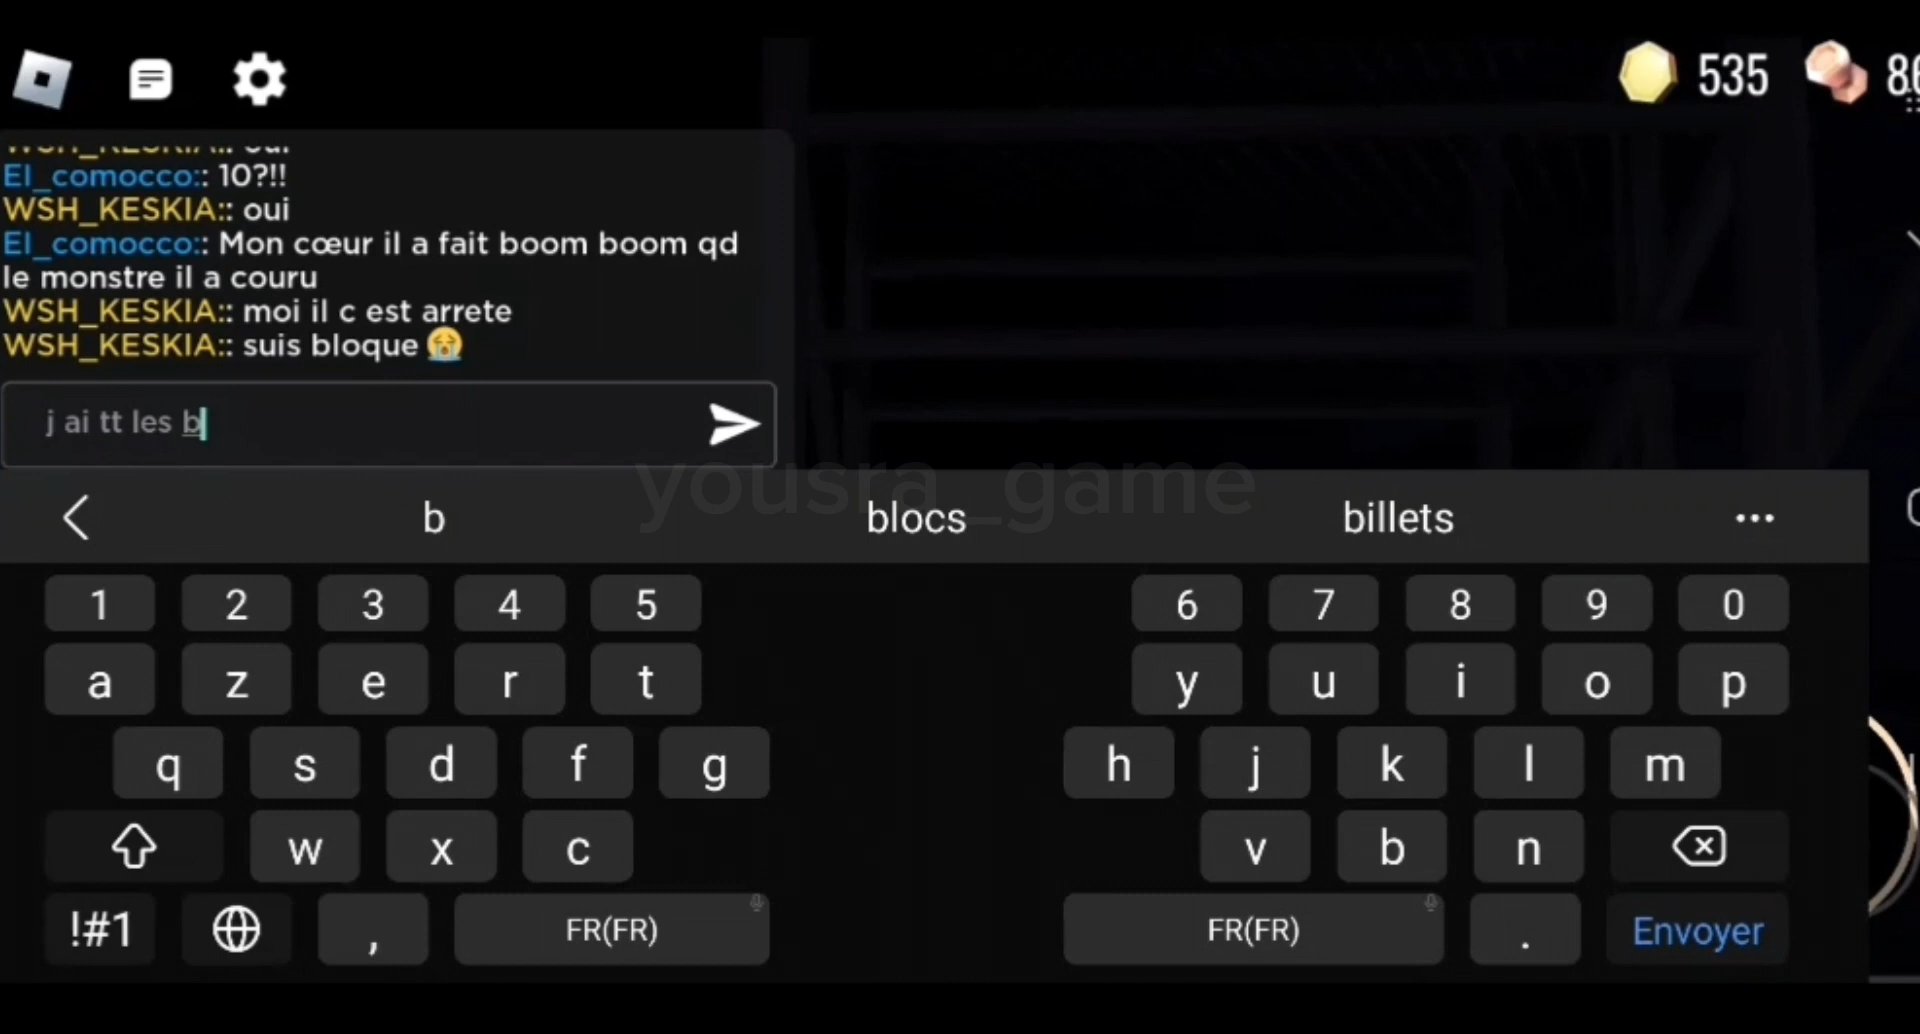 535
WSH_KESKIA:: oui
El_comocco:: 10?!!
WSH_KESKIA:: oui
El_comocco:: Mon cœur il a fait boom boom qd
le monstre il a couru
WSH_KESKIA:: moi il c est arrete
WSH_KESKIA:: suis bloque 😭
j ai tt les b
yousra_game
b blocs billets ...
1 2 3 4 5 6 7 8 9 0
a z e r t y u i o p
q s d f g h j k l m
w x c v b n
!#1 , FR(FR) FR(FR) . Envoyer